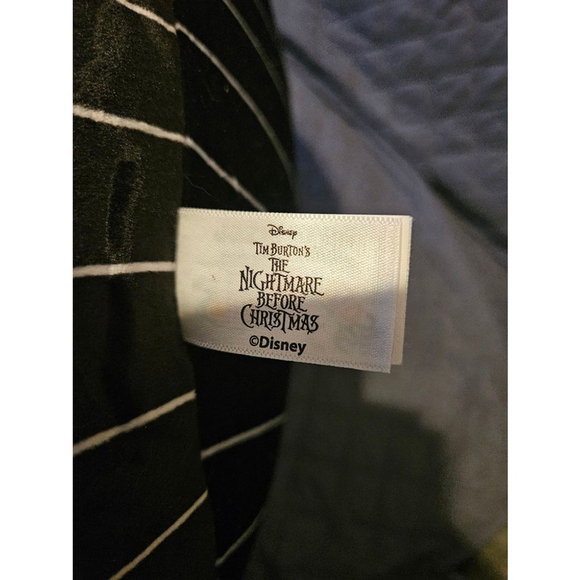 Disney
TIM BURTON'S
THE
NIGHTMARE
BEFORE
CHRISTMAS
©Disney